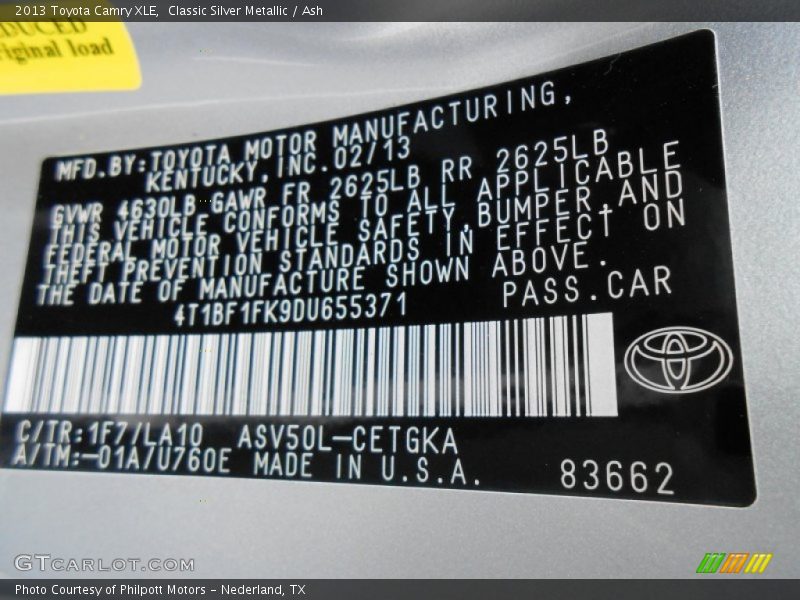 2013 Toyota Camry XLE, Classic Silver Metallic / Ash
DUCED
riginal load
MFD.BY:TOYOTA MOTOR MANUFACTURING,
KENTUCKY,INC.02/13
GVWR 4630LB GAWR FR 2625LB RR 2625LB
THIS VEHICLE CONFORMS TO ALL APPLICABLE
FEDERAL MOTOR VEHICLE SAFETY,BUMPER,AND
THEFT PREVENTION STANDARDS IN EFFECT ON
THE DATE OF MANUFACTURE SHOWN ABOVE.
4T1BF1FK9DU655371 PASS.CAR
C/TR:1F7/LA10 ASV50L-CETGKA
A/TM:-01A/U760E MADE IN U.S.A.
83662
GTCARLOT.COM
Photo Courtesy of Philpott Motors - Nederland, TX